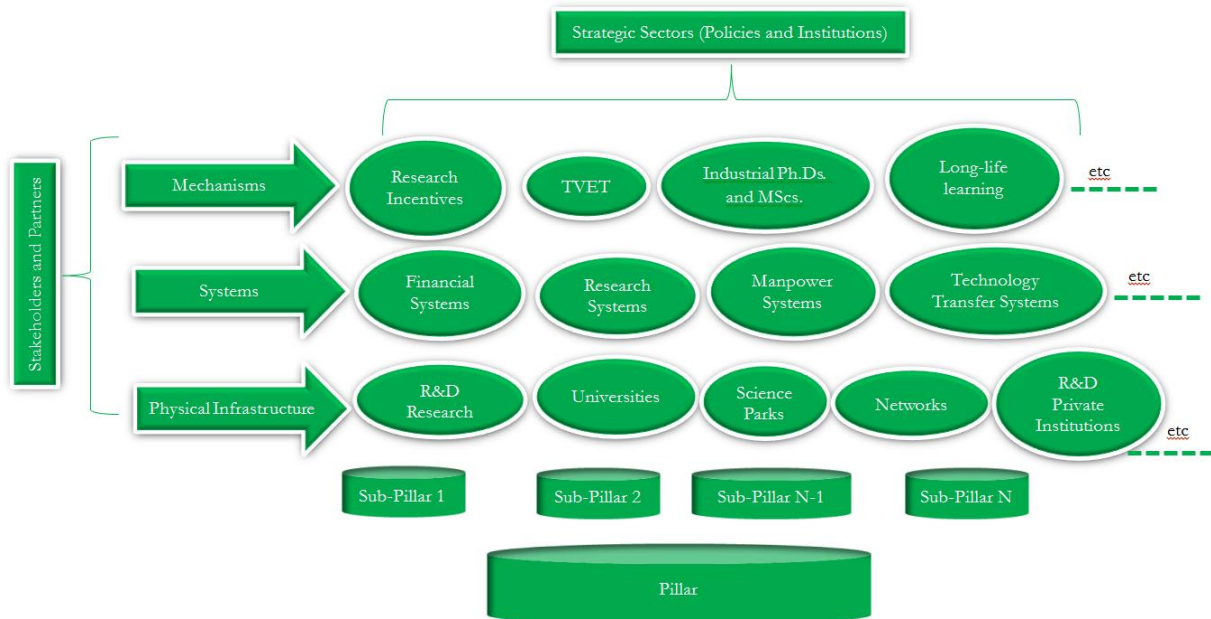 Strategic Sectors (Policies and Institutions)
Stakeholders and Partners
Mechanisms
Research
Incentives
TVET
Industrial Ph.Ds.
and MScs.
Long-life
learning
etc
Systems
Financial
Systems
Research
Systems
Manpower
Systems
Technology
Transfer Systems
etc
Physical Infrastructure
R&D
Research
Universities
Science
Parks
Networks
R&D
Private
Institutions
etc
Sub-Pillar 1
Sub-Pillar 2
Sub-Pillar N-1
Sub-Pillar N
Pillar